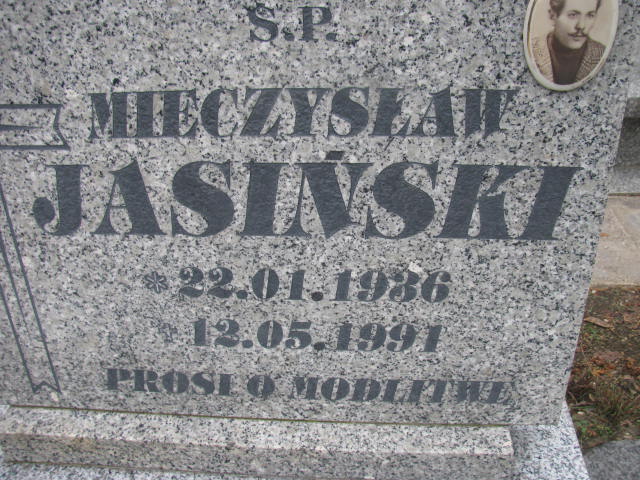 Ś.P.
MIECZYSŁAW
JASIŃSKI
* 22.01.1936
+ 12.05.1991
PROSI O MODLITWĘ